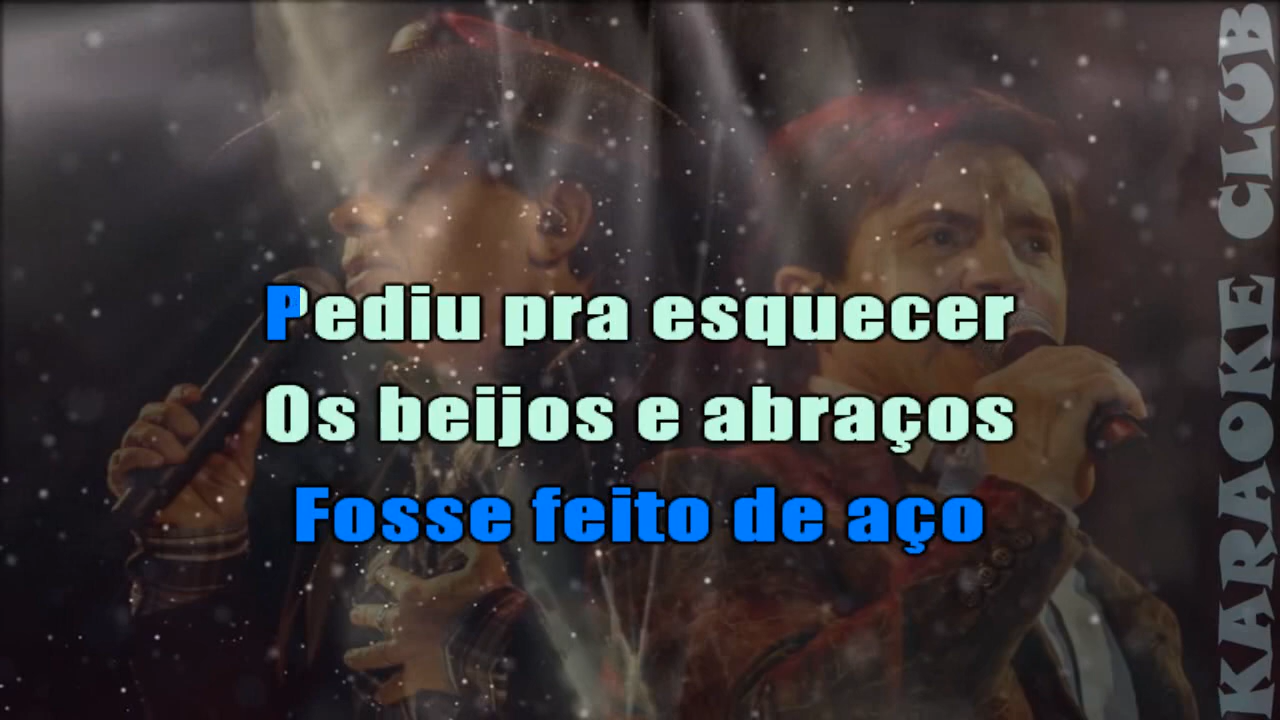 Pediu pra esquecer
Os beijos e abraços
Fosse feito de aço
KARAOKE CLUB